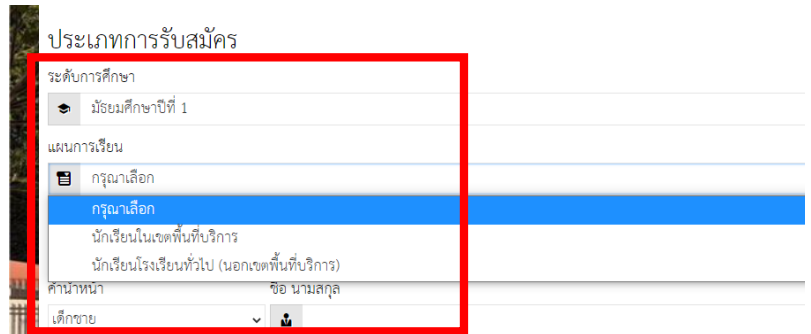 ประเภทการรับสมัคร
ระดับการศึกษา
มัธยมศึกษาปีที่ 1
แผนการเรียน
กรุณาเลือก
กรุณาเลือก
นักเรียนในเขตพื้นที่บริการ
นักเรียนโรงเรียนทั่วไป (นอกเขตพื้นที่บริการ)
คำนำหน้า ชื่อ นามสกุล
เด็กชาย